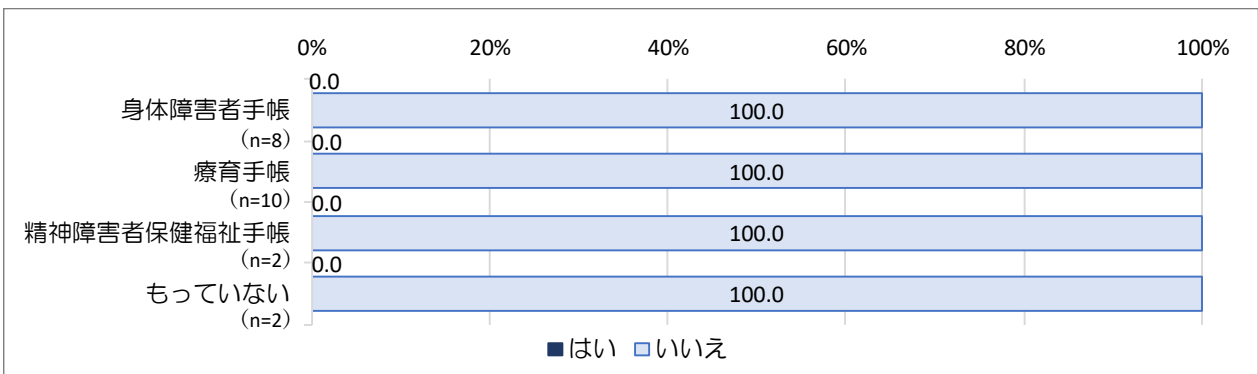 0% 20% 40% 60% 80% 100%
0.0
身体障害者手帳 100.0
（n=8） 0.0
療育手帳 100.0
（n=10） 0.0
精神障害者保健福祉手帳 100.0
（n=2） 0.0
もっていない 100.0
（n=2）
はい いいえ